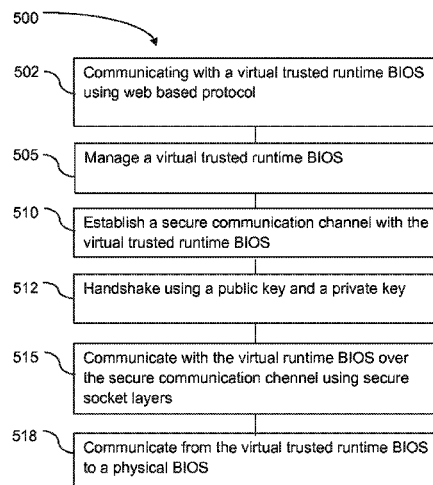 500
502
Communicating with a virtual trusted runtime BIOS
using web based protocol
505
Manage a virtual trusted runtime BIOS
510
Establish a secure communication channel with the
virtual trusted runtime BIOS
512
Handshake using a public key and a private key
515
Communicate with the virtual runtime BIOS over
the secure communication channel using secure
socket layers
518
Communicate from the virtual trusted runtime BIOS
to a physical BIOS